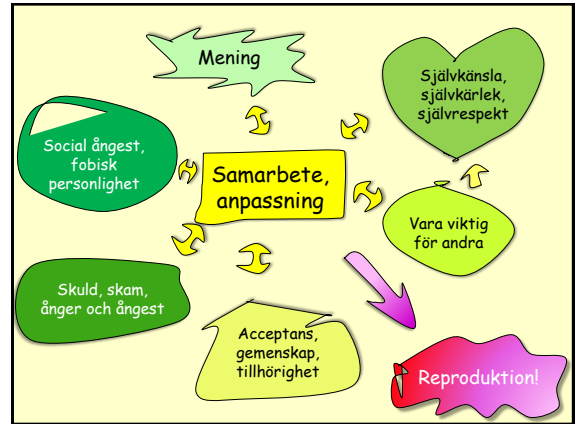 Mening
Självkänsla,
självkärlek,
självrespekt
Social ångest,
fobisk
personlighet
Samarbete,
anpassning
Vara viktig
för andra
Skuld, skam,
ånger och ångest
Acceptans,
gemenskap,
tillhörighet
Reproduktion!